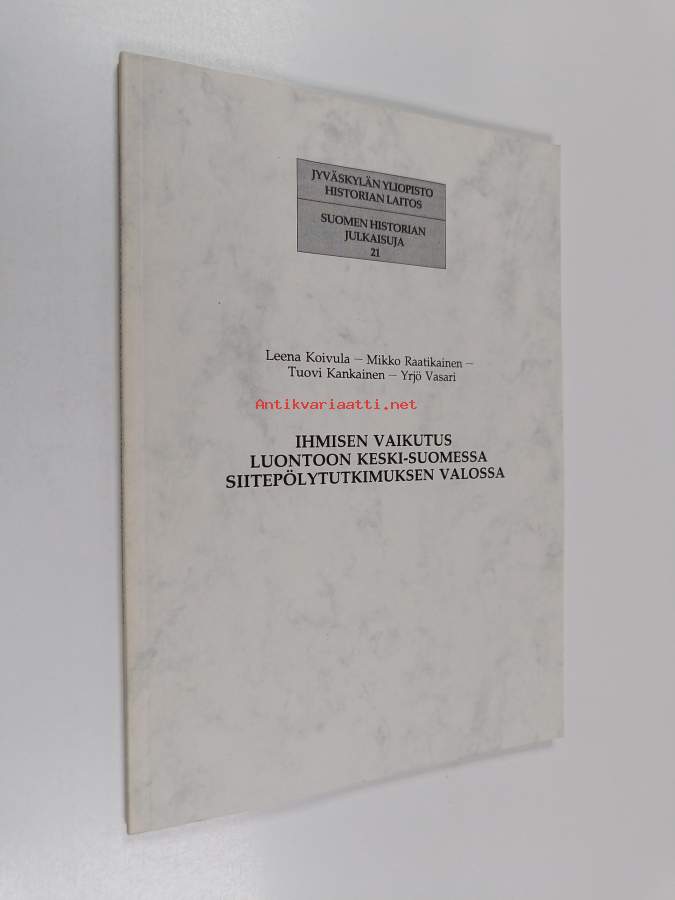 JYVÄSKYLÄN YLIOPISTO
HISTORIAN LAITOS
SUOMEN HISTORIAN
JULKAISUJA
21
Leena Koivula – Mikko Raatikainen –
Tuovi Kankainen – Yrjö Vasari
Antikvariaatti.net
IHMISEN VAIKUTUS
LUONTOON KESKI-SUOMESSA
SIITEPÖLYTUTKIMUKSEN VALOSSA